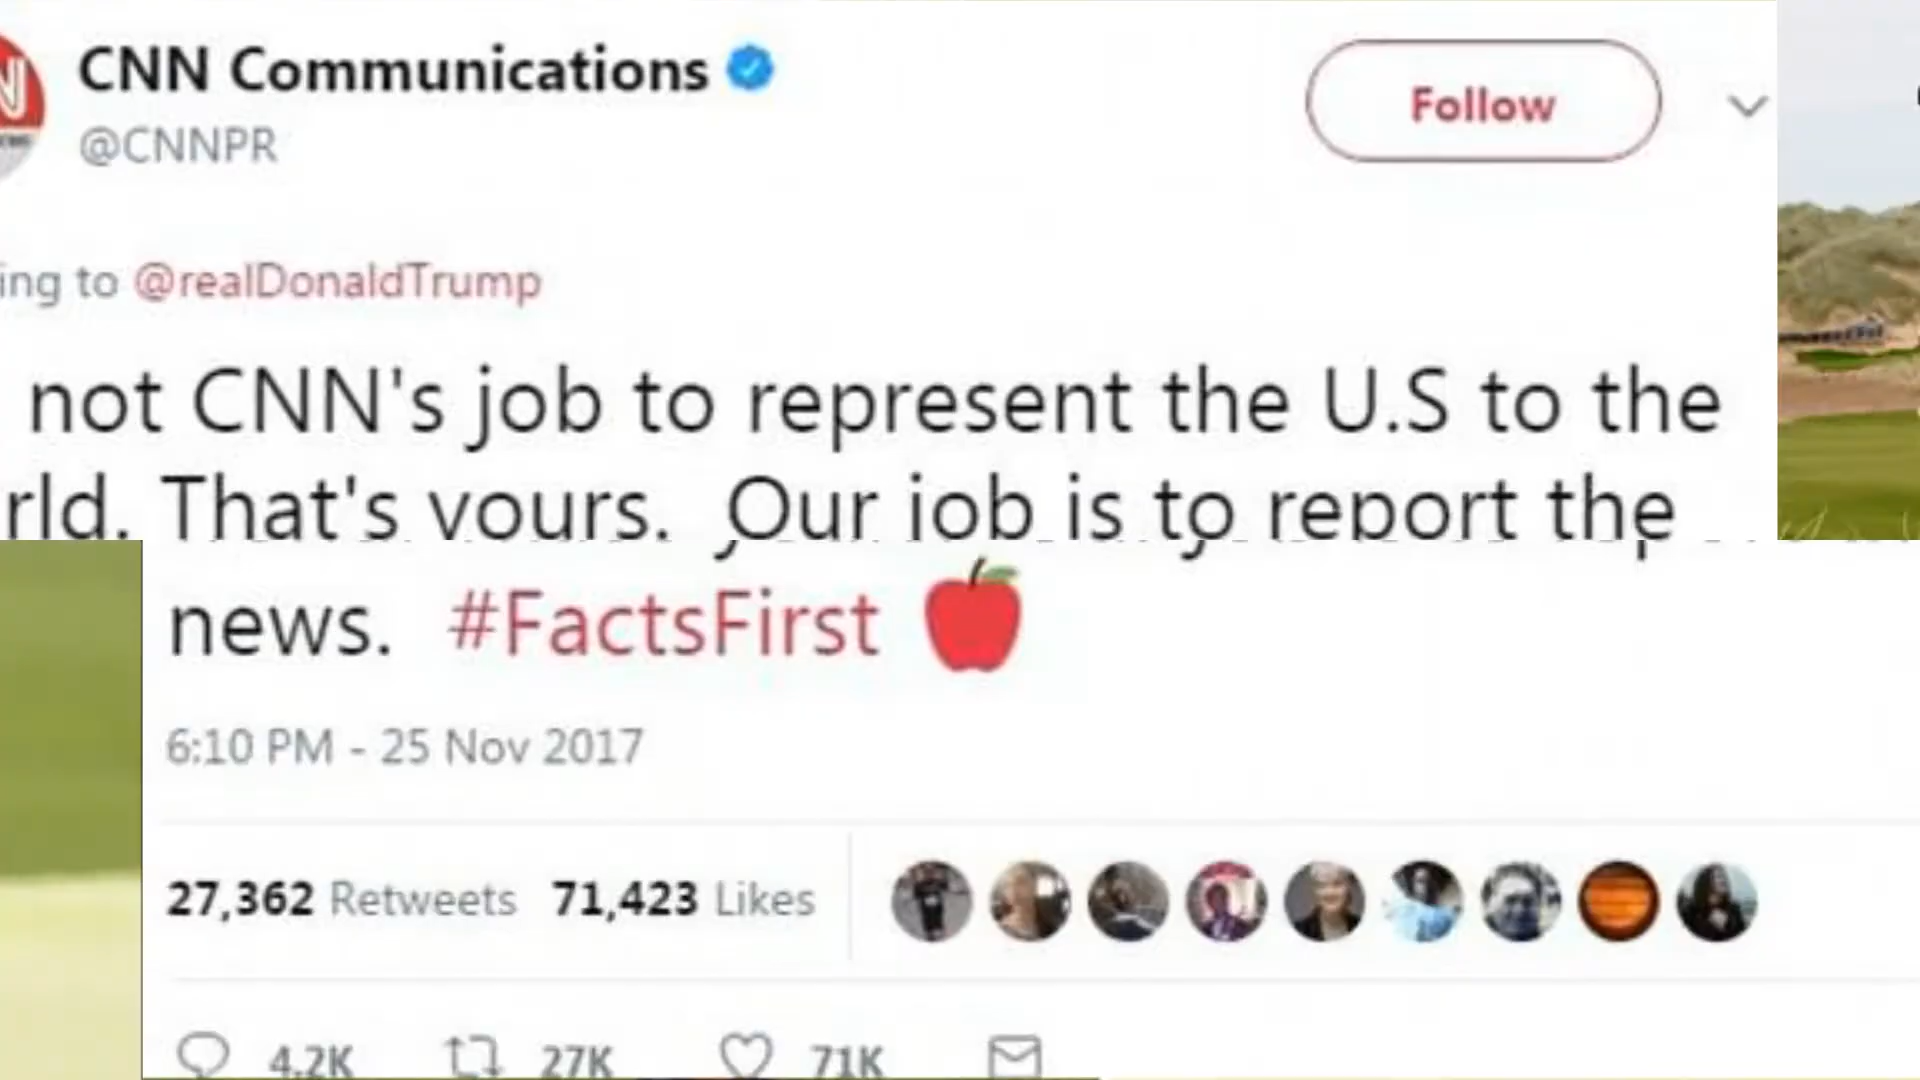 CNN Communications
@CNNPR
Follow
ing to @realDonaldTrump
not CNN's job to represent the U.S to the
rld. That's yours. Our job is to report the
news. #FactsFirst
6:10 PM - 25 Nov 2017
27,362 Retweets 71,423 Likes
4.2K 27K 71K